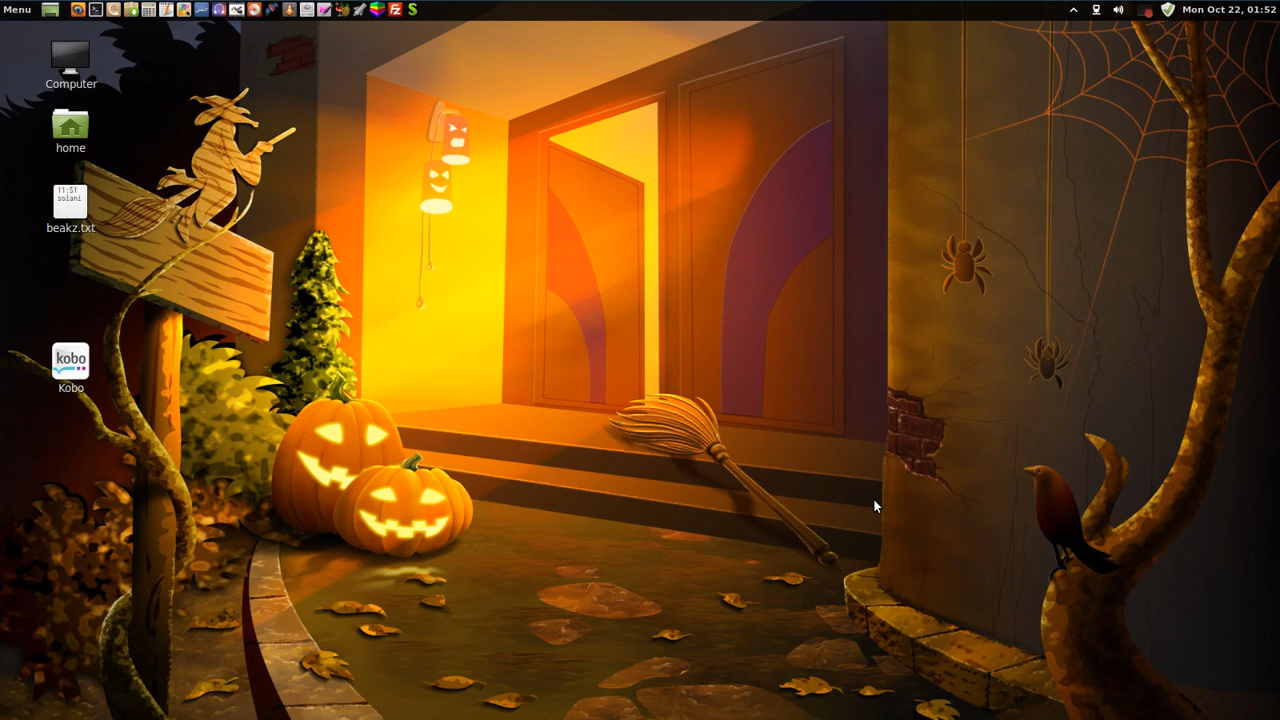 Menu
Mon Oct 22, 01:52
Computer
home
11:51
solani
beakz.txt
kobo
Kobo